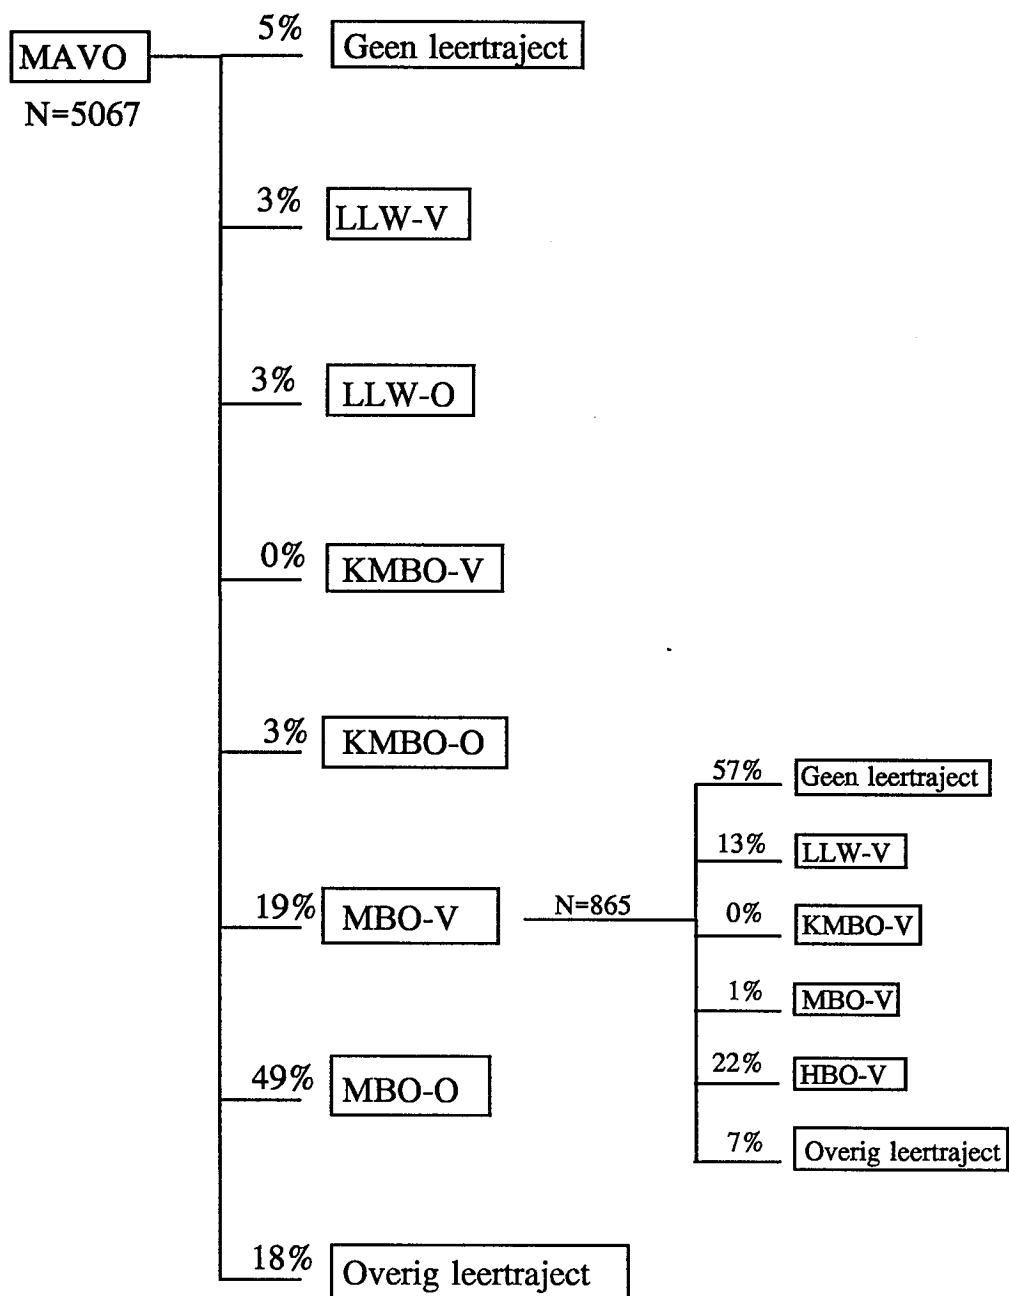 MAVO
N=5067
5%
Geen leertraject
3%
LLW-V
3%
LLW-O
0%
KMBO-V
3%
KMBO-O
19%
MBO-V
N=865
57%
Geen leertraject
13%
LLW-V
0%
KMBO-V
1%
MBO-V
22%
HBO-V
7%
Overig leertraject
49%
MBO-O
18%
Overig leertraject